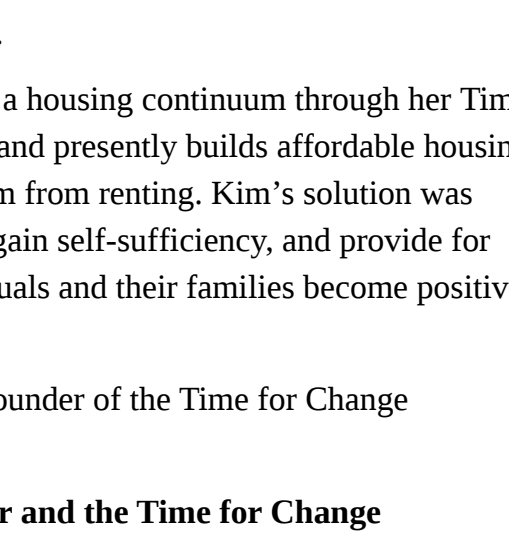 a housing continuum through her Tim
and presently builds affordable housin
m from renting. Kim’s solution was
gain self-sufficiency, and provide for
uals and their families become positiv
ounder of the Time for Change
r and the Time for Change